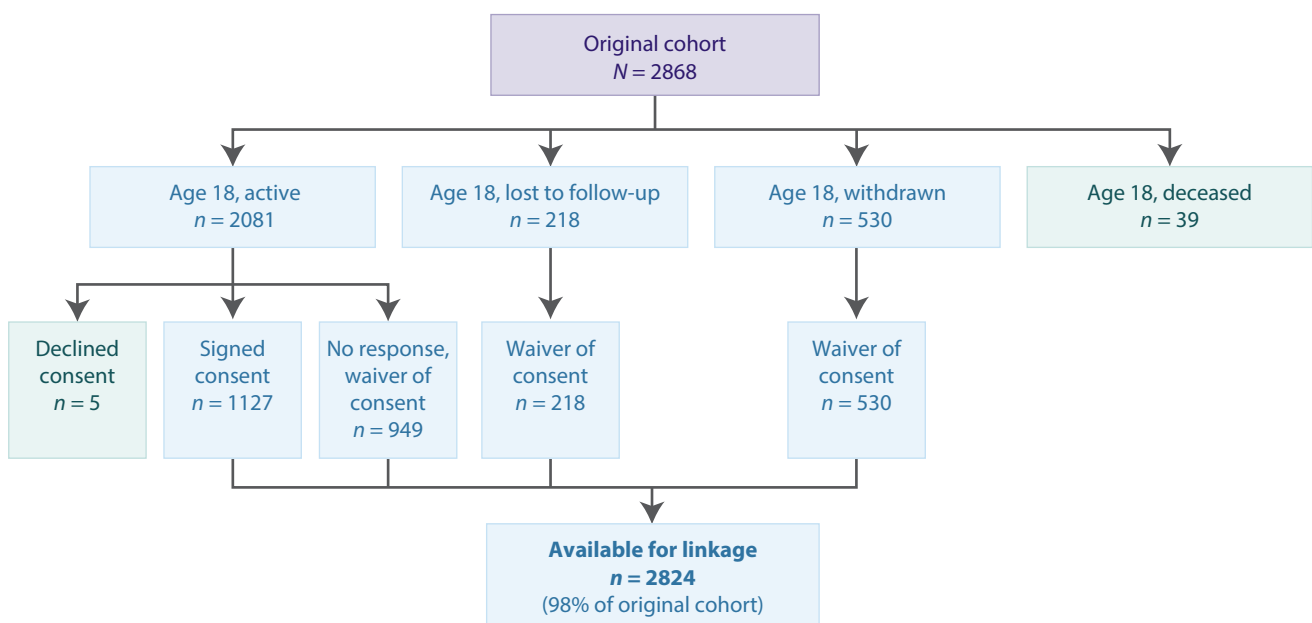 Original cohort
N = 2868
Age 18, active
n = 2081
Age 18, lost to follow-up
n = 218
Age 18, withdrawn
n = 530
Age 18, deceased
n = 39
Declined
consent
n = 5
Signed
consent
n = 1127
No response,
waiver of
consent
n = 949
Waiver of
consent
n = 218
Waiver of
consent
n = 530
Available for linkage
n = 2824
(98% of original cohort)